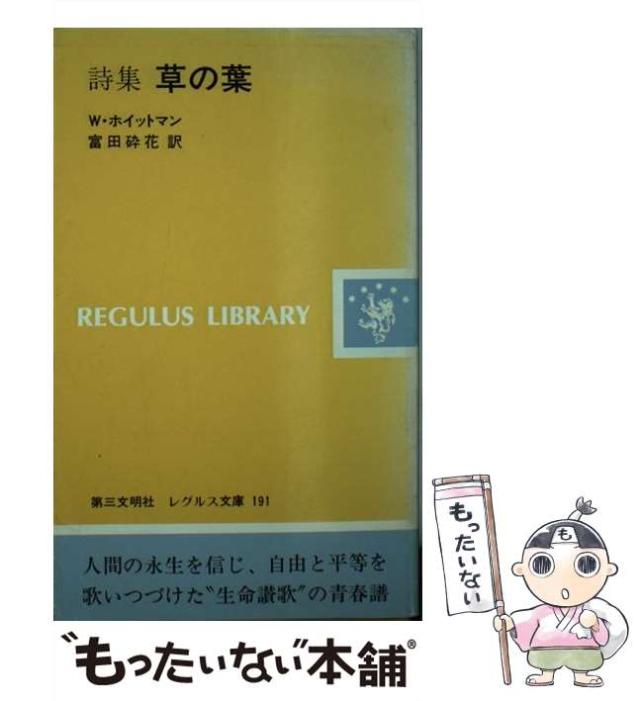 詩集 草の葉
W・ホイットマン
富田砕花 訳
REGULUS LIBRARY
第三文明社 レグルス文庫 191
人間の永生を信じ、自由と平等を
歌いつづけた〝生命讃歌〟の青春譜
〝もったいない〟本舗®
もったいない
も